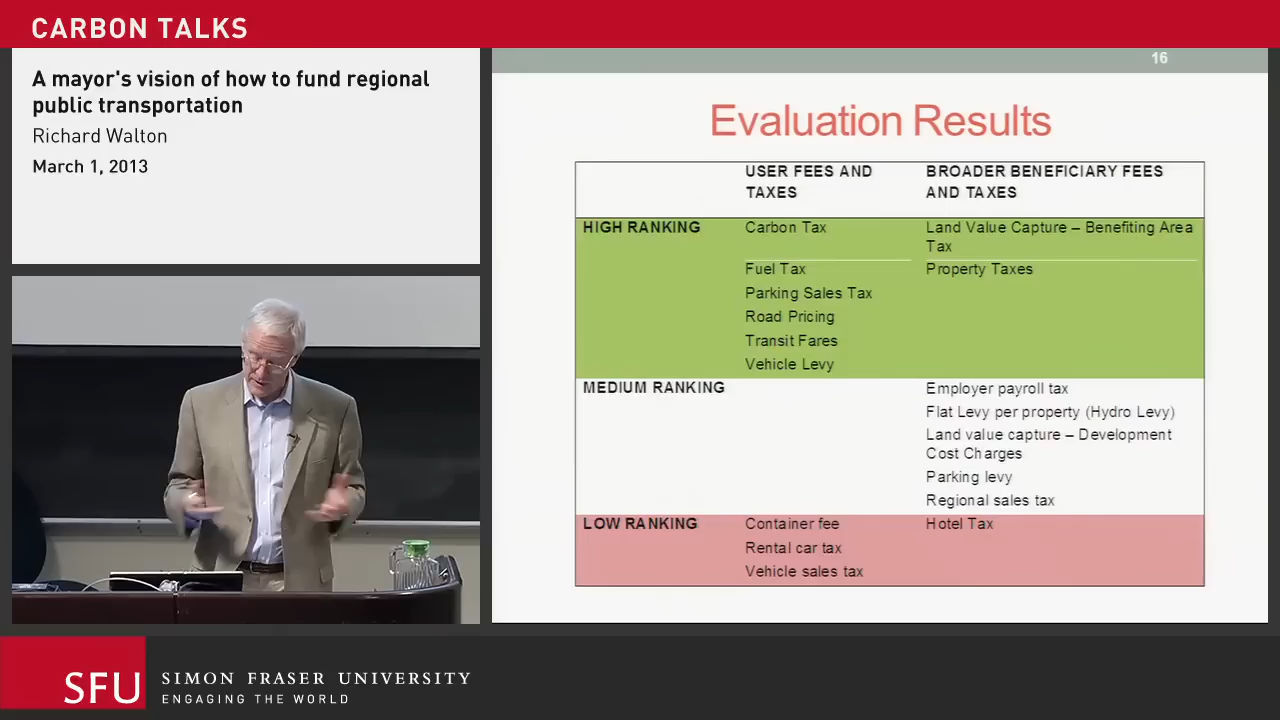 CARBON TALKS
A mayor's vision of how to fund regional
public transportation
Richard Walton
March 1, 2013
16
Evaluation Results
USER FEES AND
TAXES
BROADER BENEFICIARY FEES
AND TAXES
HIGH RANKING
Carbon Tax
Land Value Capture – Benefiting Area
Tax
Fuel Tax
Property Taxes
Parking Sales Tax
Road Pricing
Transit Fares
Vehicle Levy
MEDIUM RANKING
Employer payroll tax
Flat Levy per property (Hydro Levy)
Land value capture – Development
Cost Charges
Parking levy
Regional sales tax
LOW RANKING
Container fee
Hotel Tax
Rental car tax
Vehicle sales tax
SFU
SIMON FRASER UNIVERSITY
ENGAGING THE WORLD